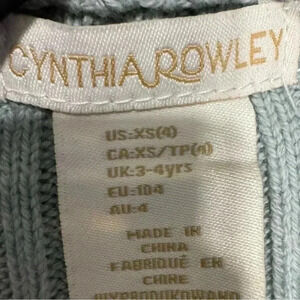 CYNTHIA ROWLEY
US:XS(4)
CA:XS/TP(4)
UK:3-4yrs
EU:104
AU:4
MADE IN
CHINA
FABRIQUÉ EN
CHINE
WYPRODUKOWANO